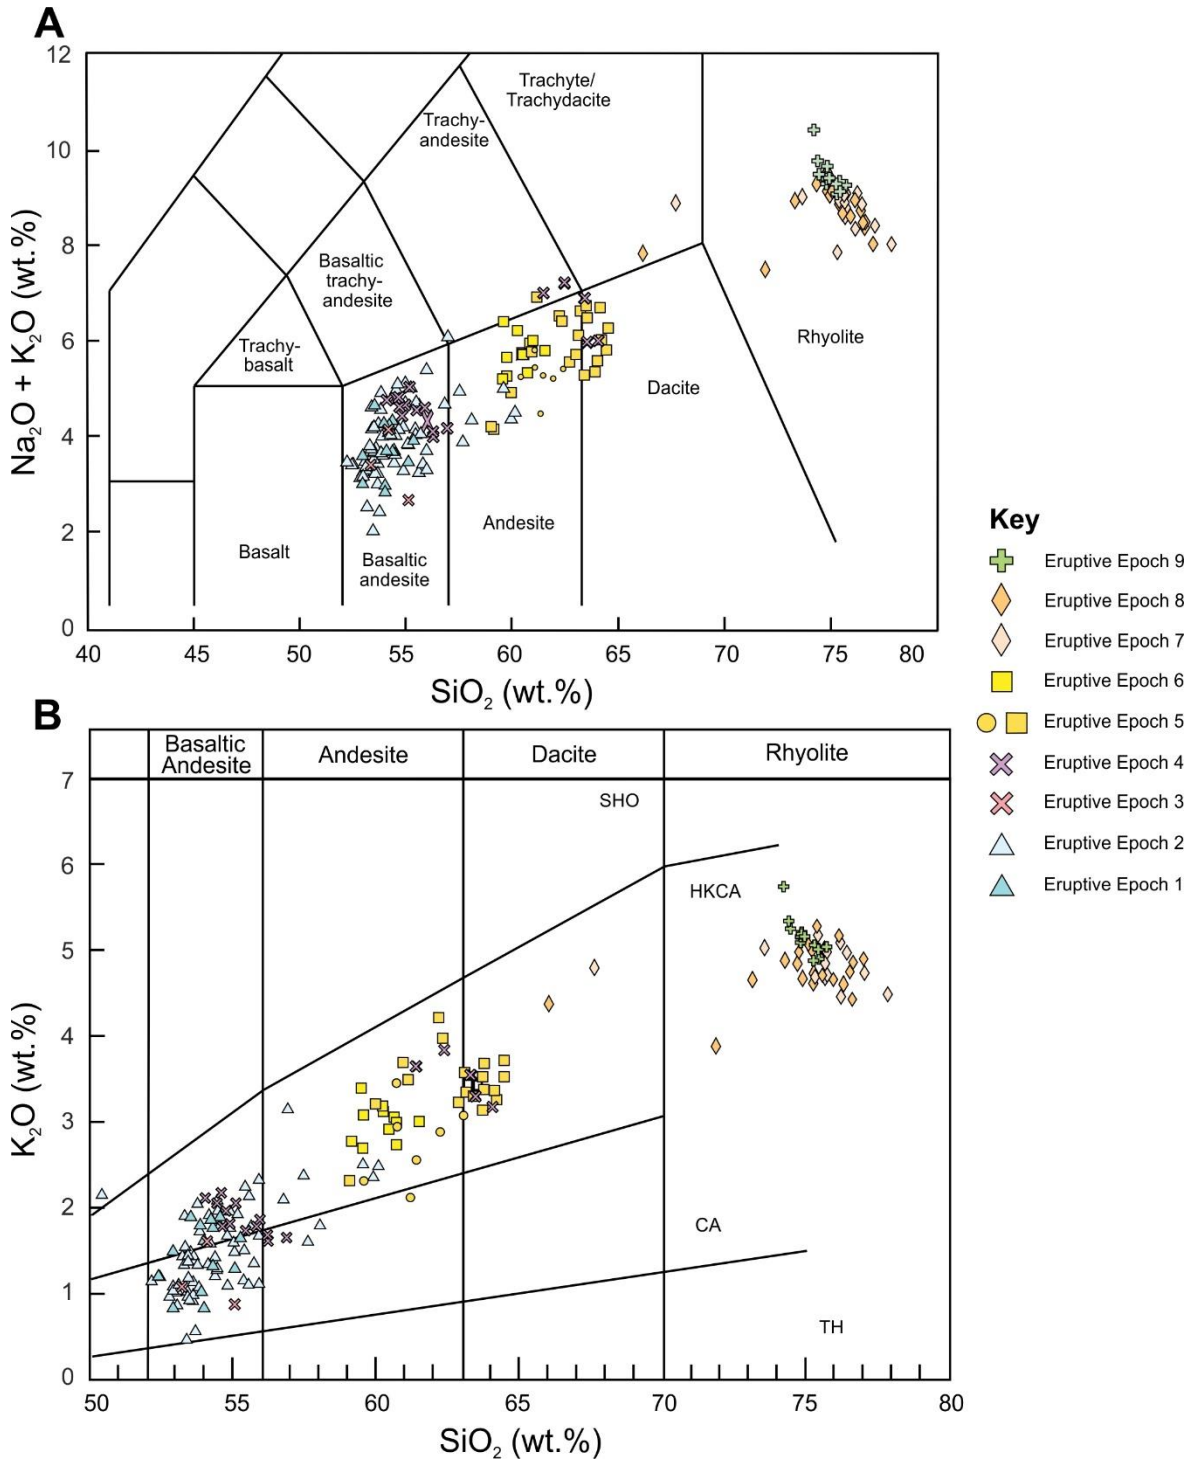 A
12
10
8
6
4
2
0
Na₂O + K₂O (wt.%)
Trachyte/
Trachydacite
Trachy-
andesite
Basaltic
trachy-
andesite
Trachy-
basalt
Rhyolite
Dacite
Andesite
Basalt
Basaltic
andesite
40
45
50
55
60
65
70
75
80
SiO₂ (wt.%)
Key
Eruptive Epoch 9
Eruptive Epoch 8
Eruptive Epoch 7
Eruptive Epoch 6
Eruptive Epoch 5
Eruptive Epoch 4
Eruptive Epoch 3
Eruptive Epoch 2
Eruptive Epoch 1
B
Basaltic
Andesite
Andesite
Dacite
Rhyolite
7
6
5
4
3
2
1
0
K₂O (wt.%)
SHO
HKCA
CA
TH
50
55
60
65
70
75
80
SiO₂ (wt.%)